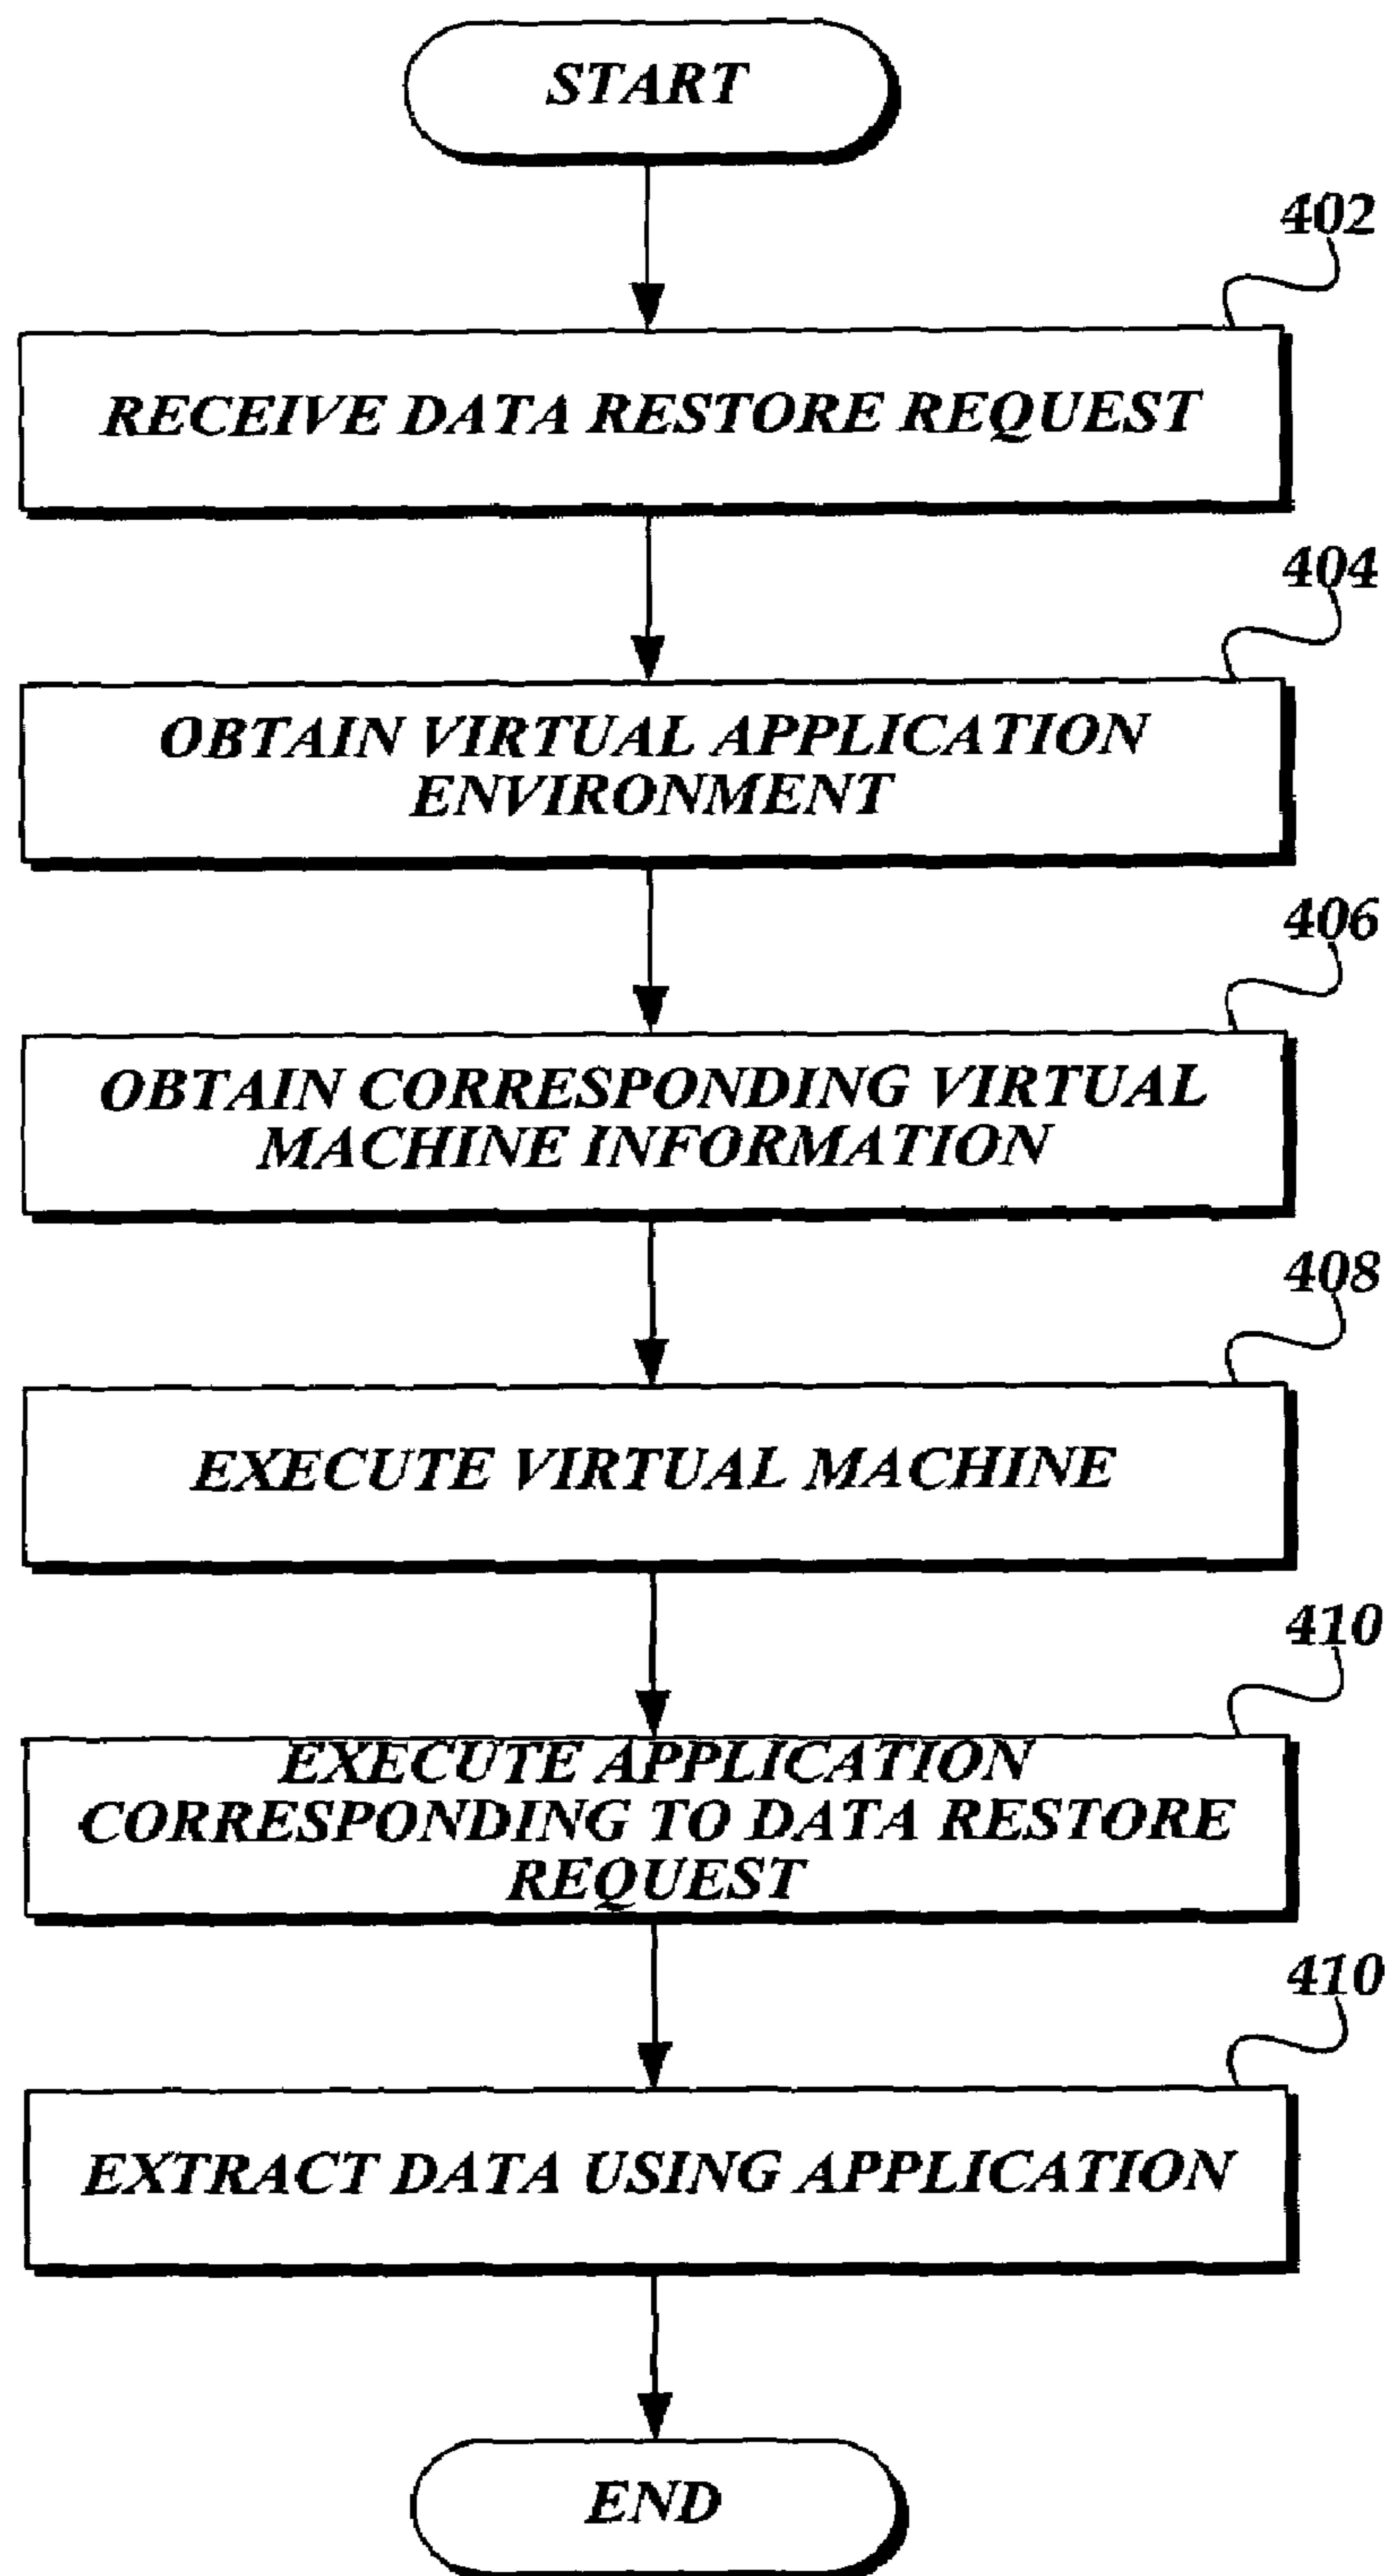 START
402
RECEIVE DATA RESTORE REQUEST
404
OBTAIN VIRTUAL APPLICATION
ENVIRONMENT
406
OBTAIN CORRESPONDING VIRTUAL
MACHINE INFORMATION
408
EXECUTE VIRTUAL MACHINE
410
EXECUTE APPLICATION
CORRESPONDING TO DATA RESTORE
REQUEST
410
EXTRACT DATA USING APPLICATION
END